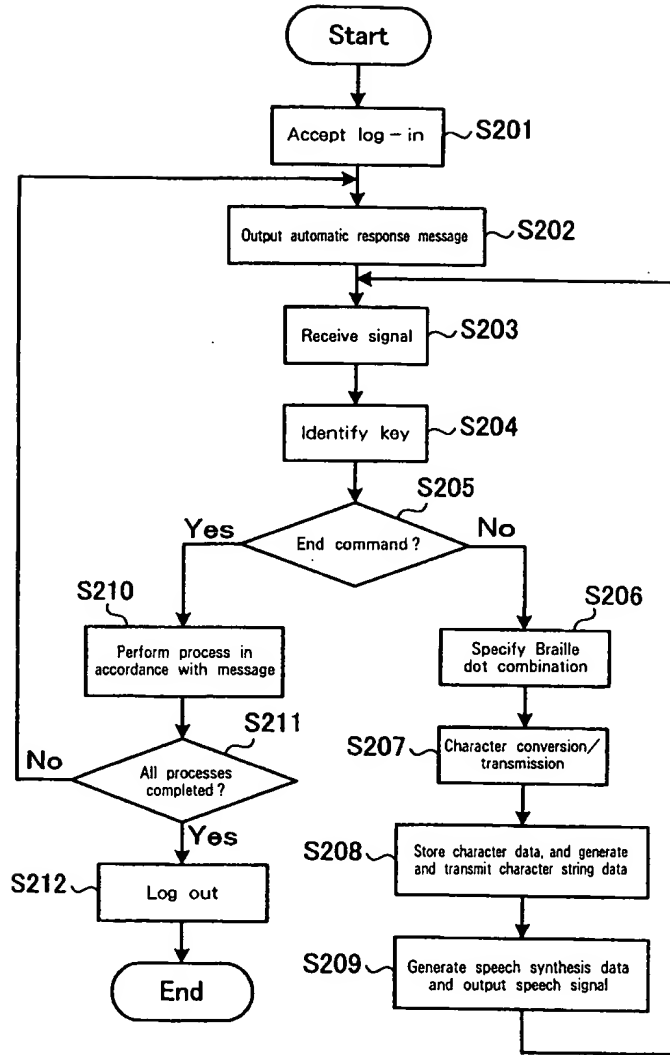 Start
Accept log-in
S201
Output automatic response message
S202
Receive signal
S203
Identify key
S204
S205
Yes
End command?
No
S210
Perform process in
accordance with message
S206
Specify Braille
dot combination
S211
No
All processes
completed?
Yes
S207
Character conversion/
transmission
S208
Store character data, and generate
and transmit character string data
S212
Log out
S209
Generate speech synthesis data
and output speech signal
End